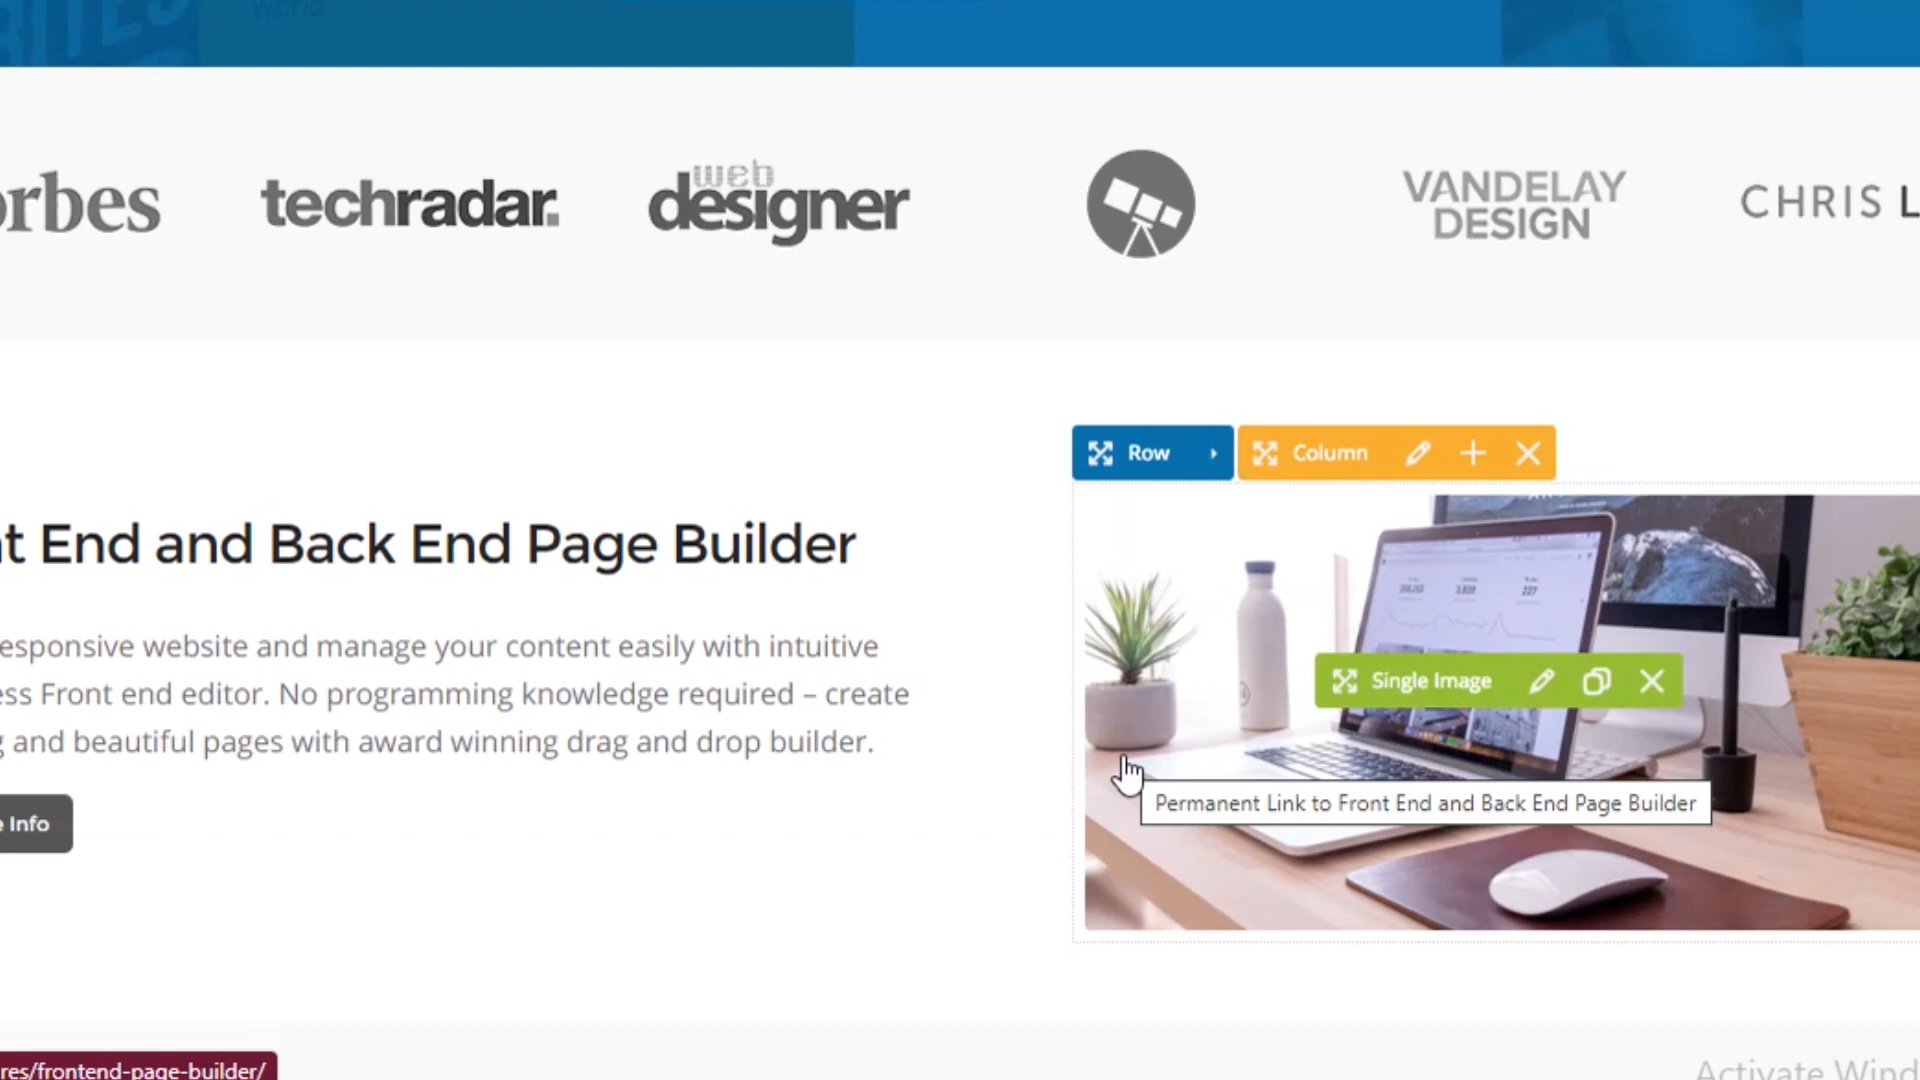 orbes
techradar.
web
designer
VANDELAY
DESIGN
CHRIS L
Row
Column
t End and Back End Page Builder
esponsive website and manage your content easily with intuitive
ess Front end editor. No programming knowledge required – create
g and beautiful pages with award winning drag and drop builder.
e Info
Single Image
Permanent Link to Front End and Back End Page Builder
res/frontend-page-builder/
Activate Wind